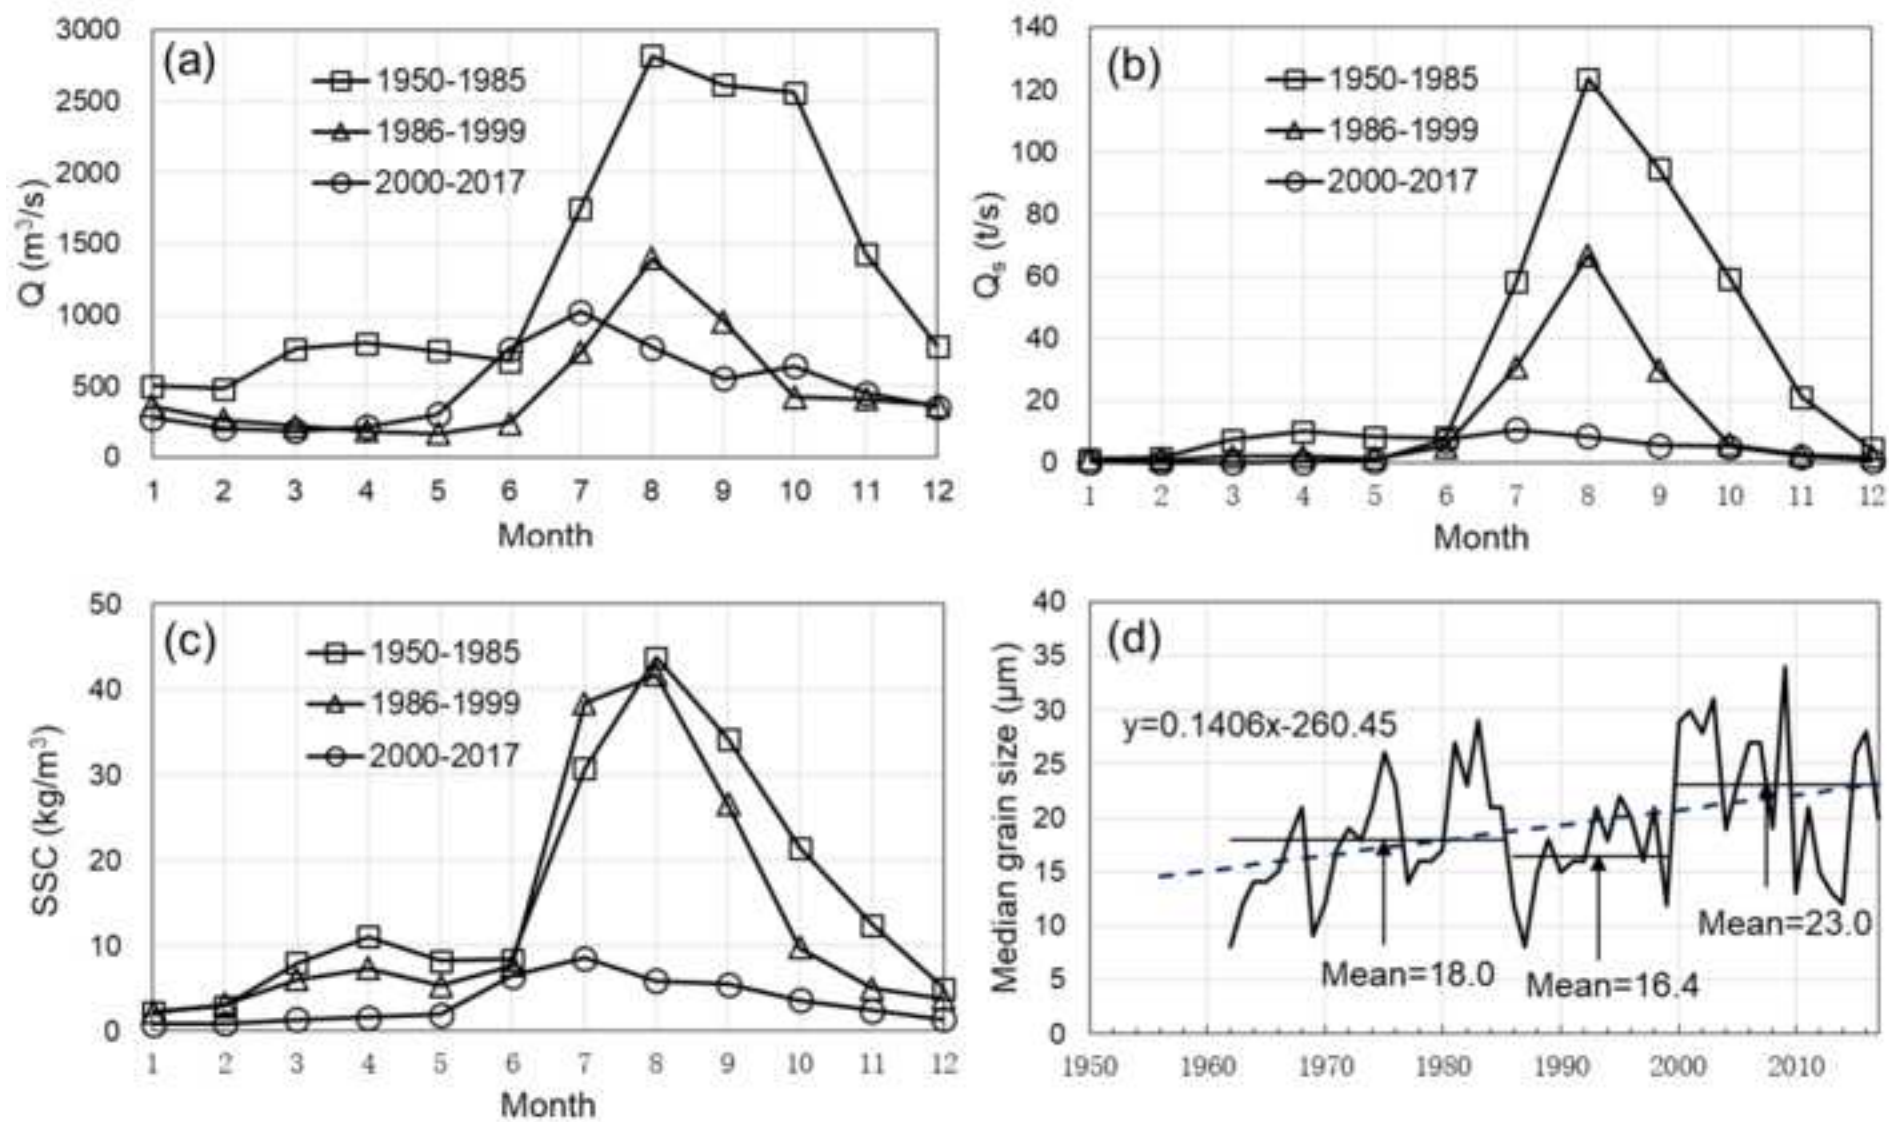 (a)
3000
2500
2000
1500
1000
500
0
Q (m³/s)
1950-1985
1986-1999
2000-2017
1 2 3 4 5 6 7 8 9 10 11 12
Month
(b)
140
120
100
80
60
40
20
0
Qₛ (t/s)
1950-1985
1986-1999
2000-2017
1 2 3 4 5 6 7 8 9 10 11 12
Month
(c)
50
40
30
20
10
0
SSC (kg/m³)
1950-1985
1986-1999
2000-2017
1 2 3 4 5 6 7 8 9 10 11 12
Month
(d)
40
35
30
25
20
15
10
5
0
Median grain size (μm)
y=0.1406x-260.45
Mean=18.0
Mean=16.4
Mean=23.0
1950 1960 1970 1980 1990 2000 2010